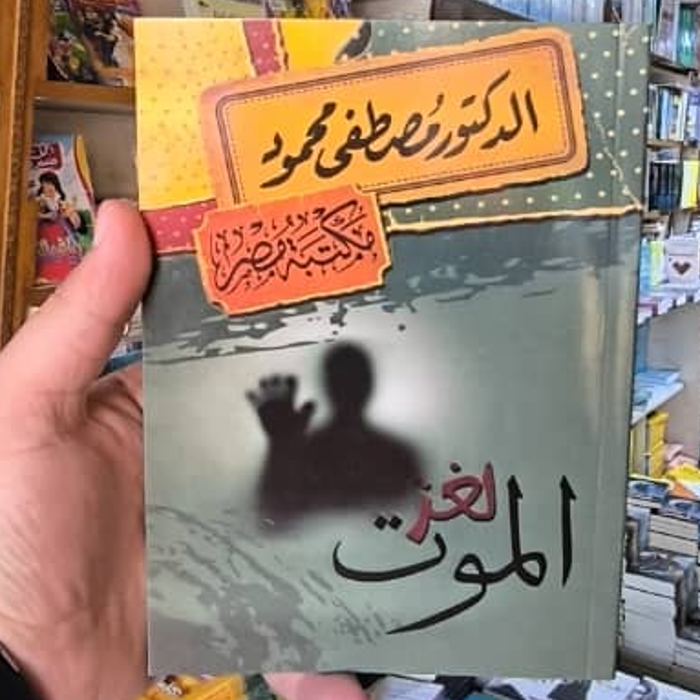 الدكتور مصطفى محمود
مكتبة مصر
لغز
الموت